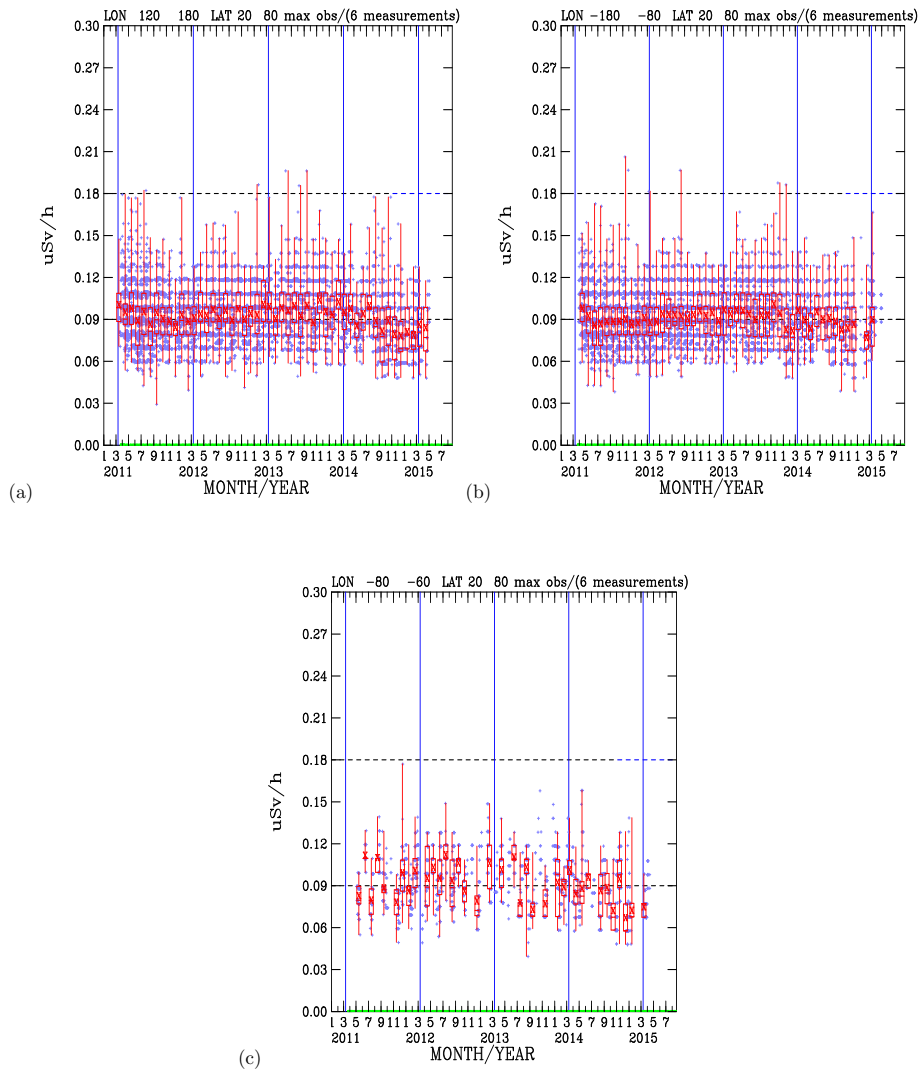 LON 120 180 LAT 20 80 max obs/(6 measurements)
0.30
0.27
0.24
0.21
0.18
0.15
0.12
0.09
0.06
0.03
0.00
uSv/h
1 3 5 7 9 11 1 3 5 7 9 11 1 3 5 7 9 11 1 3 5 7 9 11 1 3 5 7
2011 2012 2013 2014 2015
MONTH/YEAR
(a)
LON -180 -80 LAT 20 80 max obs/(6 measurements)
0.30
0.27
0.24
0.21
0.18
0.15
0.12
0.09
0.06
0.03
0.00
uSv/h
1 3 5 7 9 11 1 3 5 7 9 11 1 3 5 7 9 11 1 3 5 7 9 11 1 3 5 7
2011 2012 2013 2014 2015
MONTH/YEAR
(b)
LON -80 -60 LAT 20 80 max obs/(6 measurements)
0.30
0.27
0.24
0.21
0.18
0.15
0.12
0.09
0.06
0.03
0.00
uSv/h
1 3 5 7 9 11 1 3 5 7 9 11 1 3 5 7 9 11 1 3 5 7 9 11 1 3 5 7
2011 2012 2013 2014 2015
MONTH/YEAR
(c)